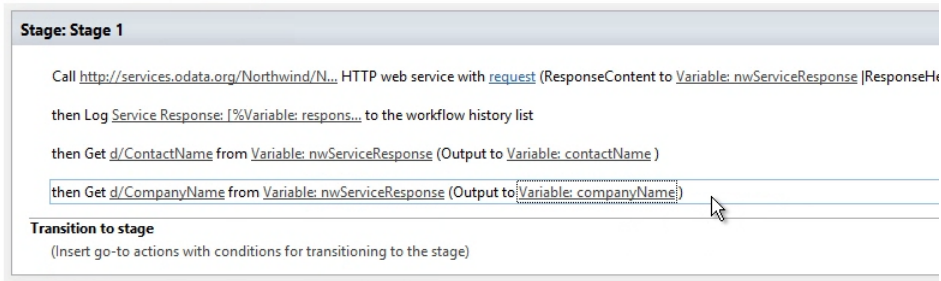 Stage: Stage 1
Call http://services.odata.org/Northwind/N... HTTP web service with request (ResponseContent to Variable: nwServiceResponse |ResponseHe
then Log Service Response: [%Variable: respons... to the workflow history list
then Get d/ContactName from Variable: nwServiceResponse (Output to Variable: contactName )
then Get d/CompanyName from Variable: nwServiceResponse (Output to Variable: companyName )
Transition to stage
(Insert go-to actions with conditions for transitioning to the stage)